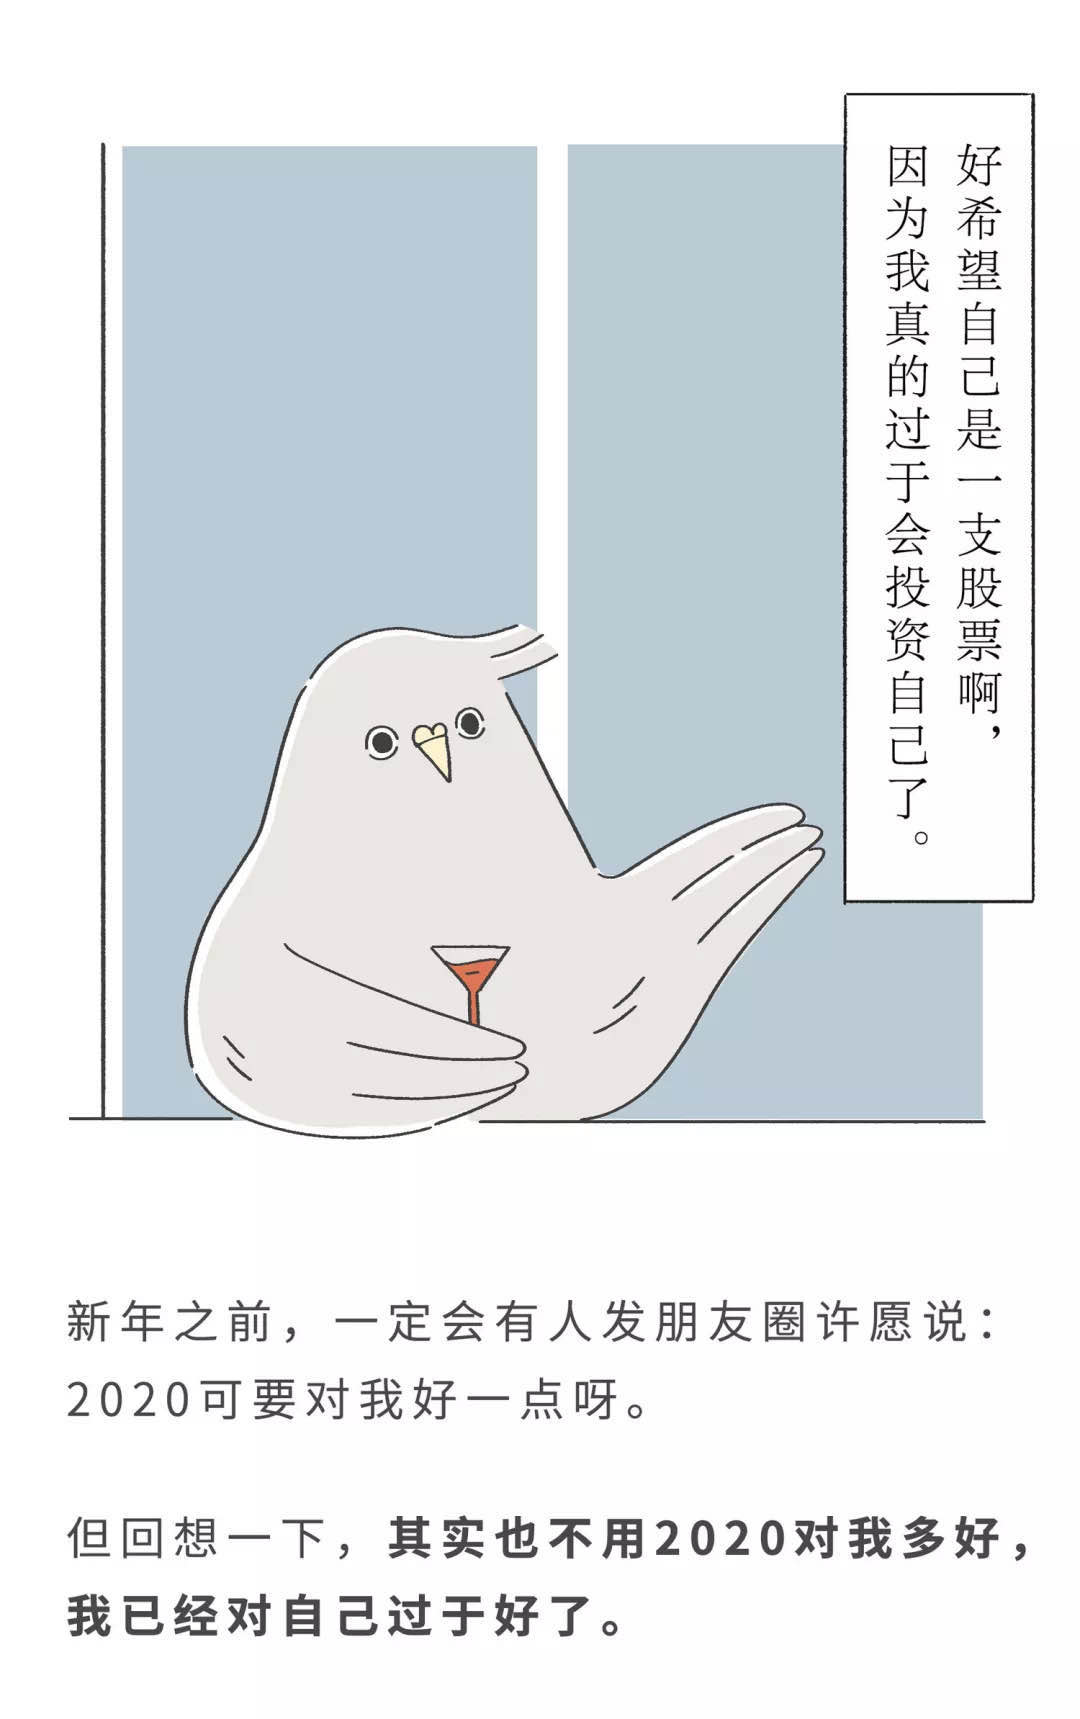 好希望自己是一支股票啊，
因为我真的过于会投资自己了。
新年之前，一定会有人发朋友圈许愿说：
2020可要对我好一点呀。
但回想一下，其实也不用2020对我多好，
我已经对自己过于好了。